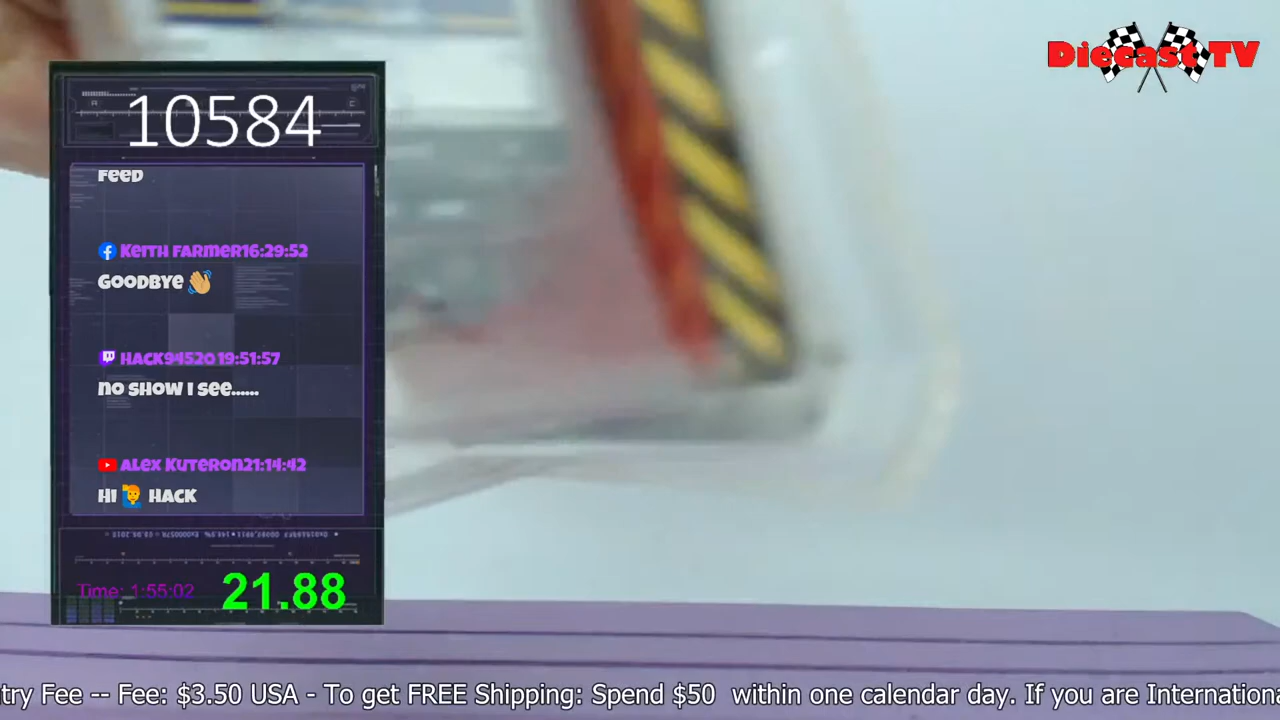 Diecast TV
10584
FEED
KEITH FARMER16:29:52
GOODBYE 👋
HACK94520 19:51:57
NO SHOW I SEE......
ALEX KUTERON21:14:42
HI 🙋‍♂️ HACK
Time: 1:55:02
21.88
try Fee -- Fee: $3.50 USA - To get FREE Shipping: Spend $50 within one calendar day. If you are Internationa